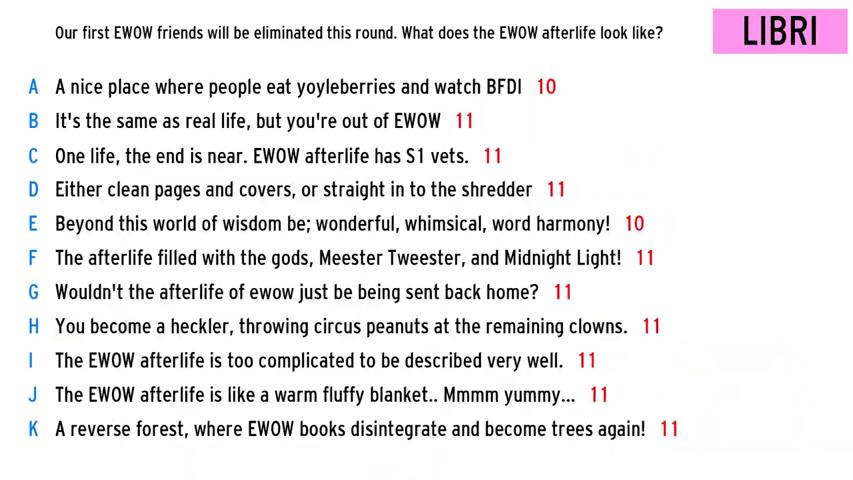 Our first EWOW friends will be eliminated this round. What does the EWOW afterlife look like?
LIBRI
A A nice place where people eat yoyleberries and watch BFDI 10
B It's the same as real life, but you're out of EWOW 11
C One life, the end is near. EWOW afterlife has S1 vets. 11
D Either clean pages and covers, or straight in to the shredder 11
E Beyond this world of wisdom be; wonderful, whimsical, word harmony! 10
F The afterlife filled with the gods, Meester Tweester, and Midnight Light! 11
G Wouldn't the afterlife of ewow just be being sent back home? 11
H You become a heckler, throwing circus peanuts at the remaining clowns. 11
I The EWOW afterlife is too complicated to be described very well. 11
J The EWOW afterlife is like a warm fluffy blanket.. Mmmm yummy... 11
K A reverse forest, where EWOW books disintegrate and become trees again! 11